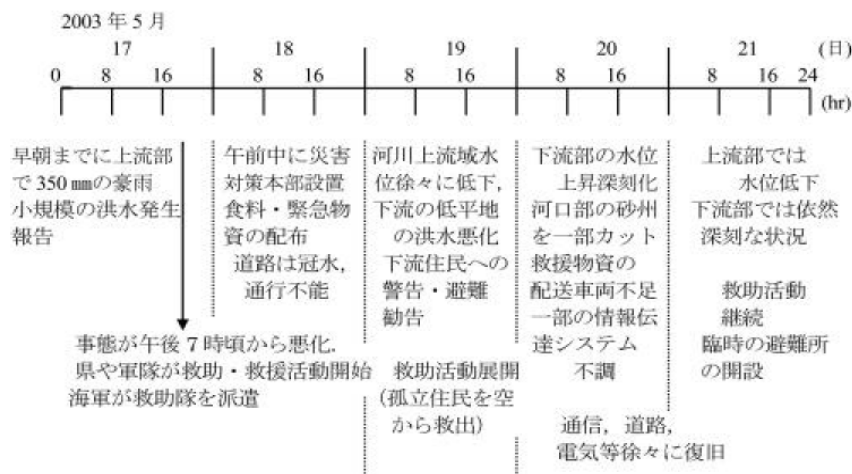 2003 年 5 月
17 18 19 20 21 (日)
0 8 16 8 16 8 16 8 16 8 16 24
(hr)
早朝までに上流部
で 350 ㎜の豪雨
小規模の洪水発生
報告
事態が午後 7 時頃から悪化.
県や軍隊が救助・救援活動開始
海軍が救助隊を派遣
午前中に災害
対策本部設置
食料・緊急物
資の配布
道路は冠水,
通行不能
河川上流域水
位徐々に低下,
下流の低平地
の洪水悪化
下流住民への
警告・避難
勧告
救助活動展開
(孤立住民を空
から救出)
下流部の水位
上昇深刻化
河口部の砂州
を一部カット
救援物資の
配送車両不足
一部の情報伝
達システム
不調
通信, 道路,
電気等徐々に復旧
上流部では
水位低下
下流部では依然
深刻な状況
救助活動
継続
臨時の避難所
の開設